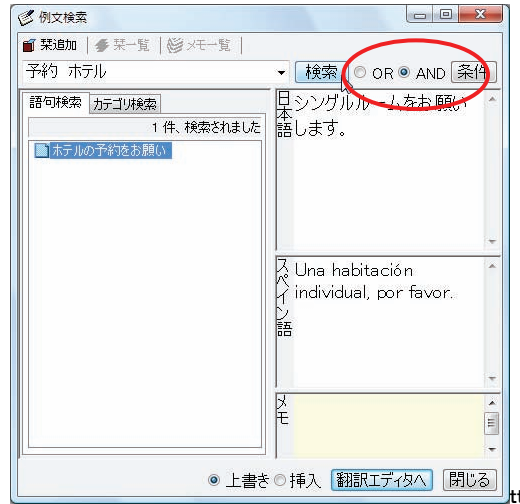 例文検索
栞追加 栞一覧 メモ一覧
予約 ホテル 検索 OR AND 条件
語句検索 カテゴリ検索
1 件、検索されました
ホテルの予約をお願い
日本語
シングルルームをお願い
します。
スペイン語
Una habitación
individual, por favor.
メモ
上書き 挿入 翻訳エディタへ 閉じる